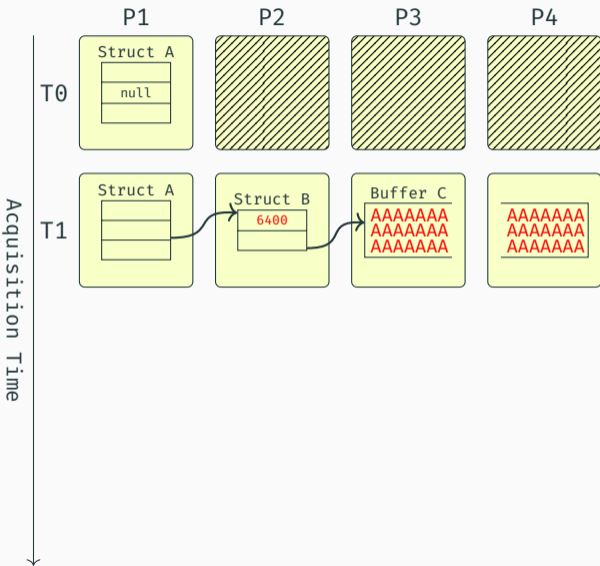 P1 P2 P3 P4
Struct A
T0
null
Struct A
Struct B
Buffer C
T1
6400
AAAAAAA
AAAAAAA
AAAAAAA
AAAAAAA
AAAAAAA
AAAAAAA
Acquisition Time